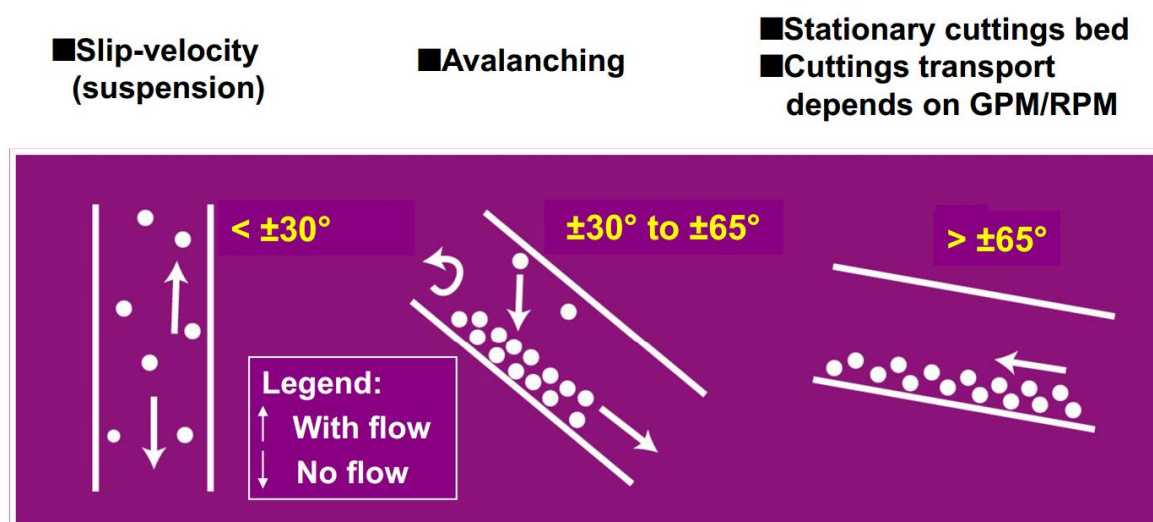 ■Slip-velocity
(suspension)
■Avalanching
■Stationary cuttings bed
■Cuttings transport
depends on GPM/RPM
< ±30°
±30° to ±65°
> ±65°
Legend:
↑ With flow
↓ No flow